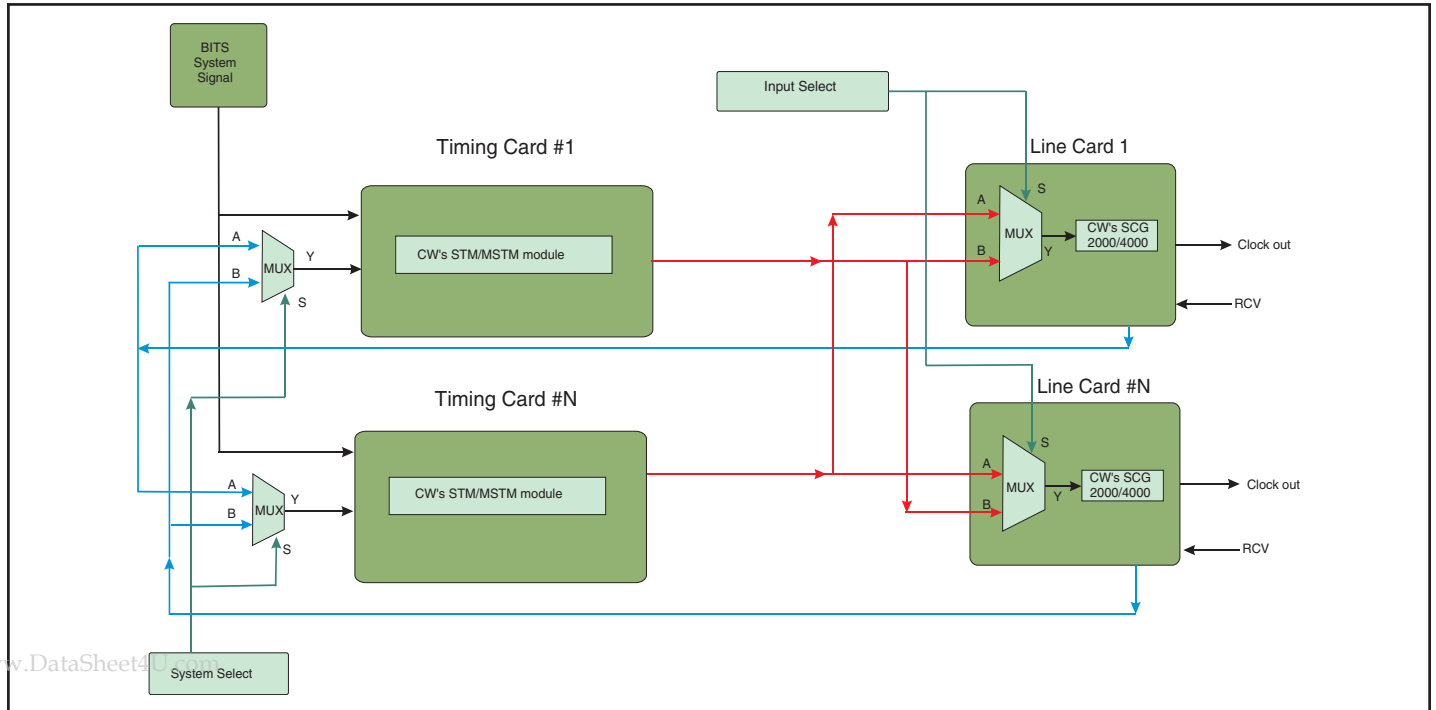 BITS
System
Signal
Input Select
Timing Card #1
Line Card 1
S
A
MUX
CW's SCG
2000/4000
Y
B
Clock out
RCV
A
B
MUX
Y
S
CW's STM/MSTM module
Timing Card #N
Line Card #N
S
A
MUX
CW's SCG
2000/4000
Y
B
Clock out
RCV
A
B
MUX
Y
S
CW's STM/MSTM module
w.DataSheet4U.com
System Select